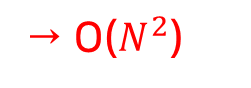 → O(N²)